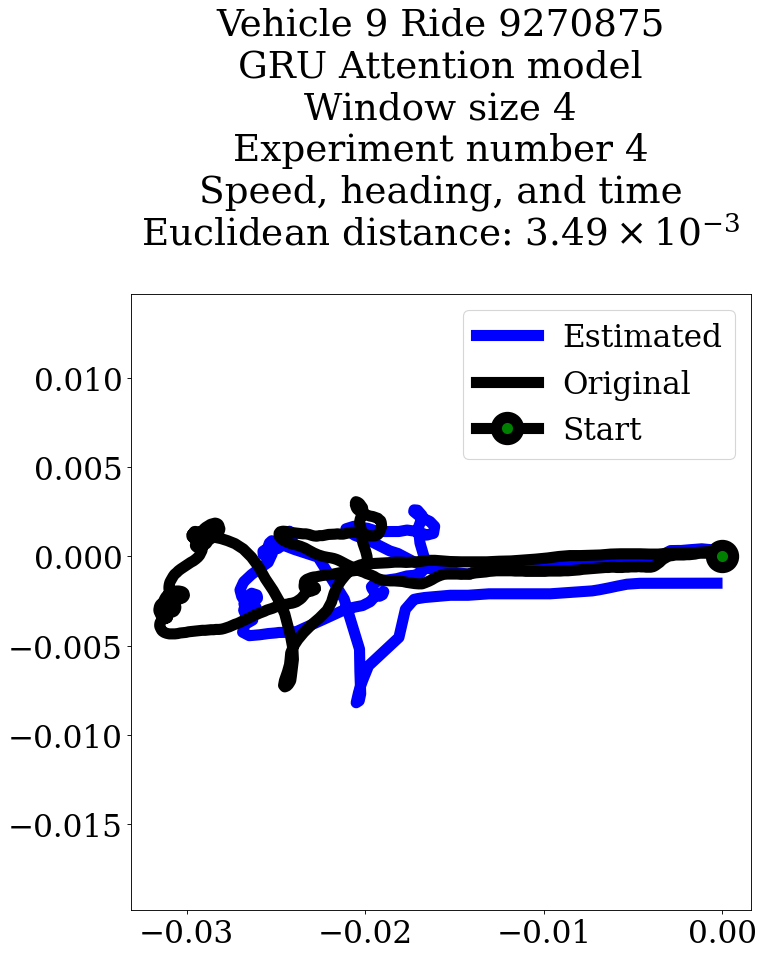 Vehicle 9 Ride 9270875
GRU Attention model
Window size 4
Experiment number 4
Speed, heading, and time
Euclidean distance: 3.49 × 10⁻³
Estimated
Original
Start
0.010
0.005
0.000
−0.005
−0.010
−0.015
−0.03 −0.02 −0.01 0.00